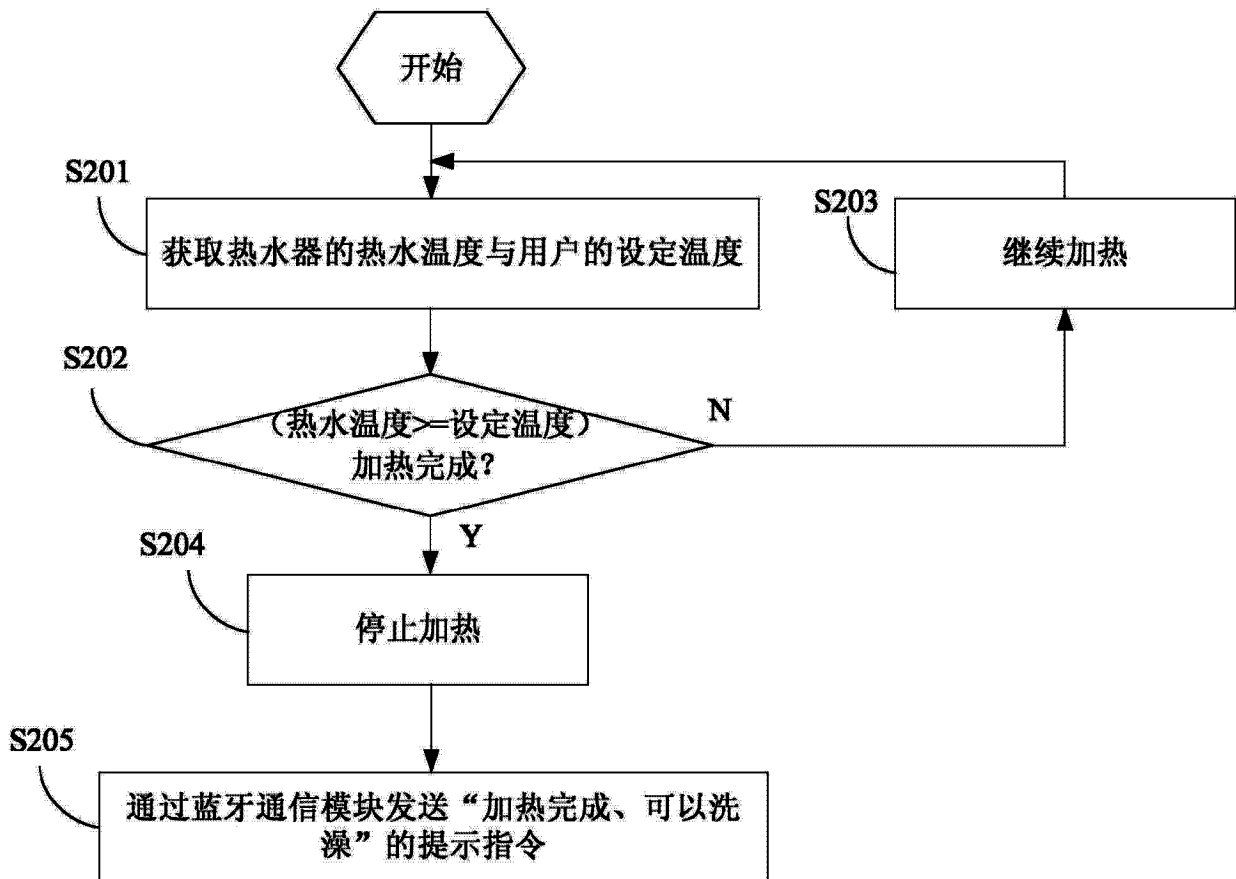 开始
S201
获取热水器的热水温度与用户的设定温度
S203
继续加热
S202
（热水温度>=设定温度）
加热完成？
N
Y
S204
停止加热
S205
通过蓝牙通信模块发送“加热完成、可以洗
澡”的提示指令